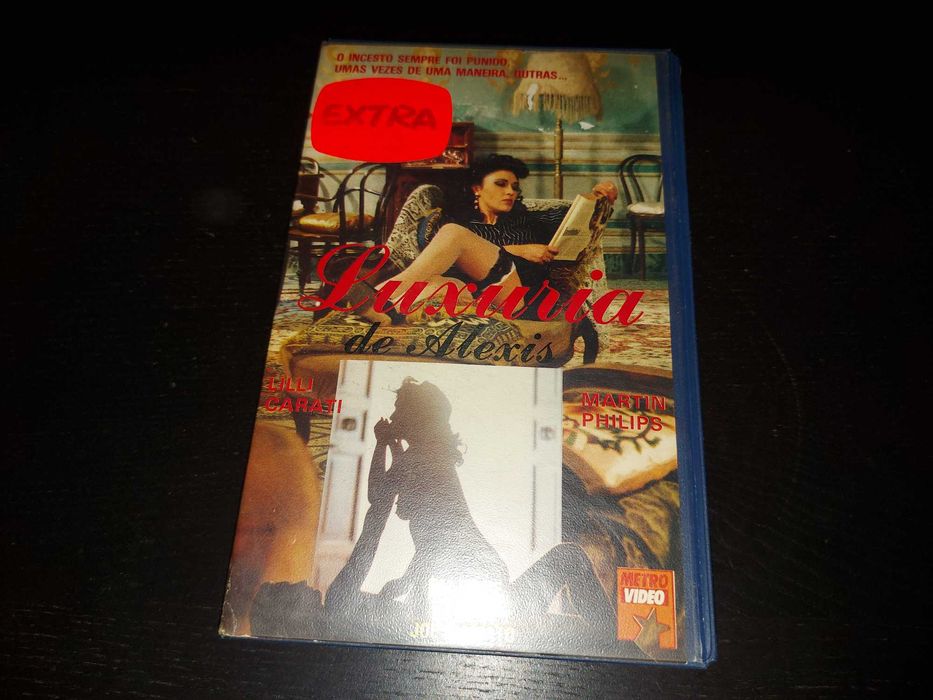 O INCESTO SEMPRE FOI PUNIDO,
UMAS VEZES DE UMA MANEIRA, OUTRAS...
EXTRA
Luxuria
de Alexis
LILLI
CARATI
MARTIN
PHILIPS
METRO
VIDEO